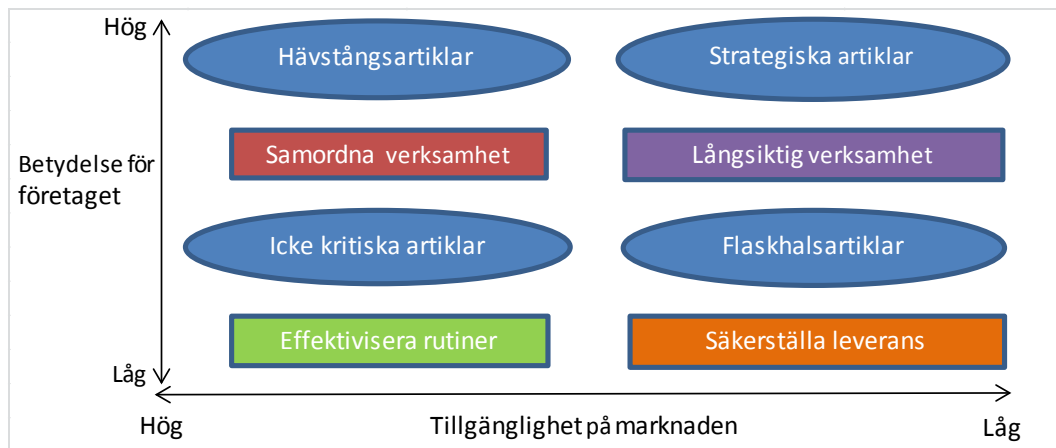 Hög
Hävstångsartiklar
Strategiska artiklar
Samordna verksamhet
Långsiktig verksamhet
Betydelse för
företaget
Icke kritiska artiklar
Flaskhalsartiklar
Effektivisera rutiner
Säkerställa leverans
Låg
Hög
Tillgänglighet på marknaden
Låg